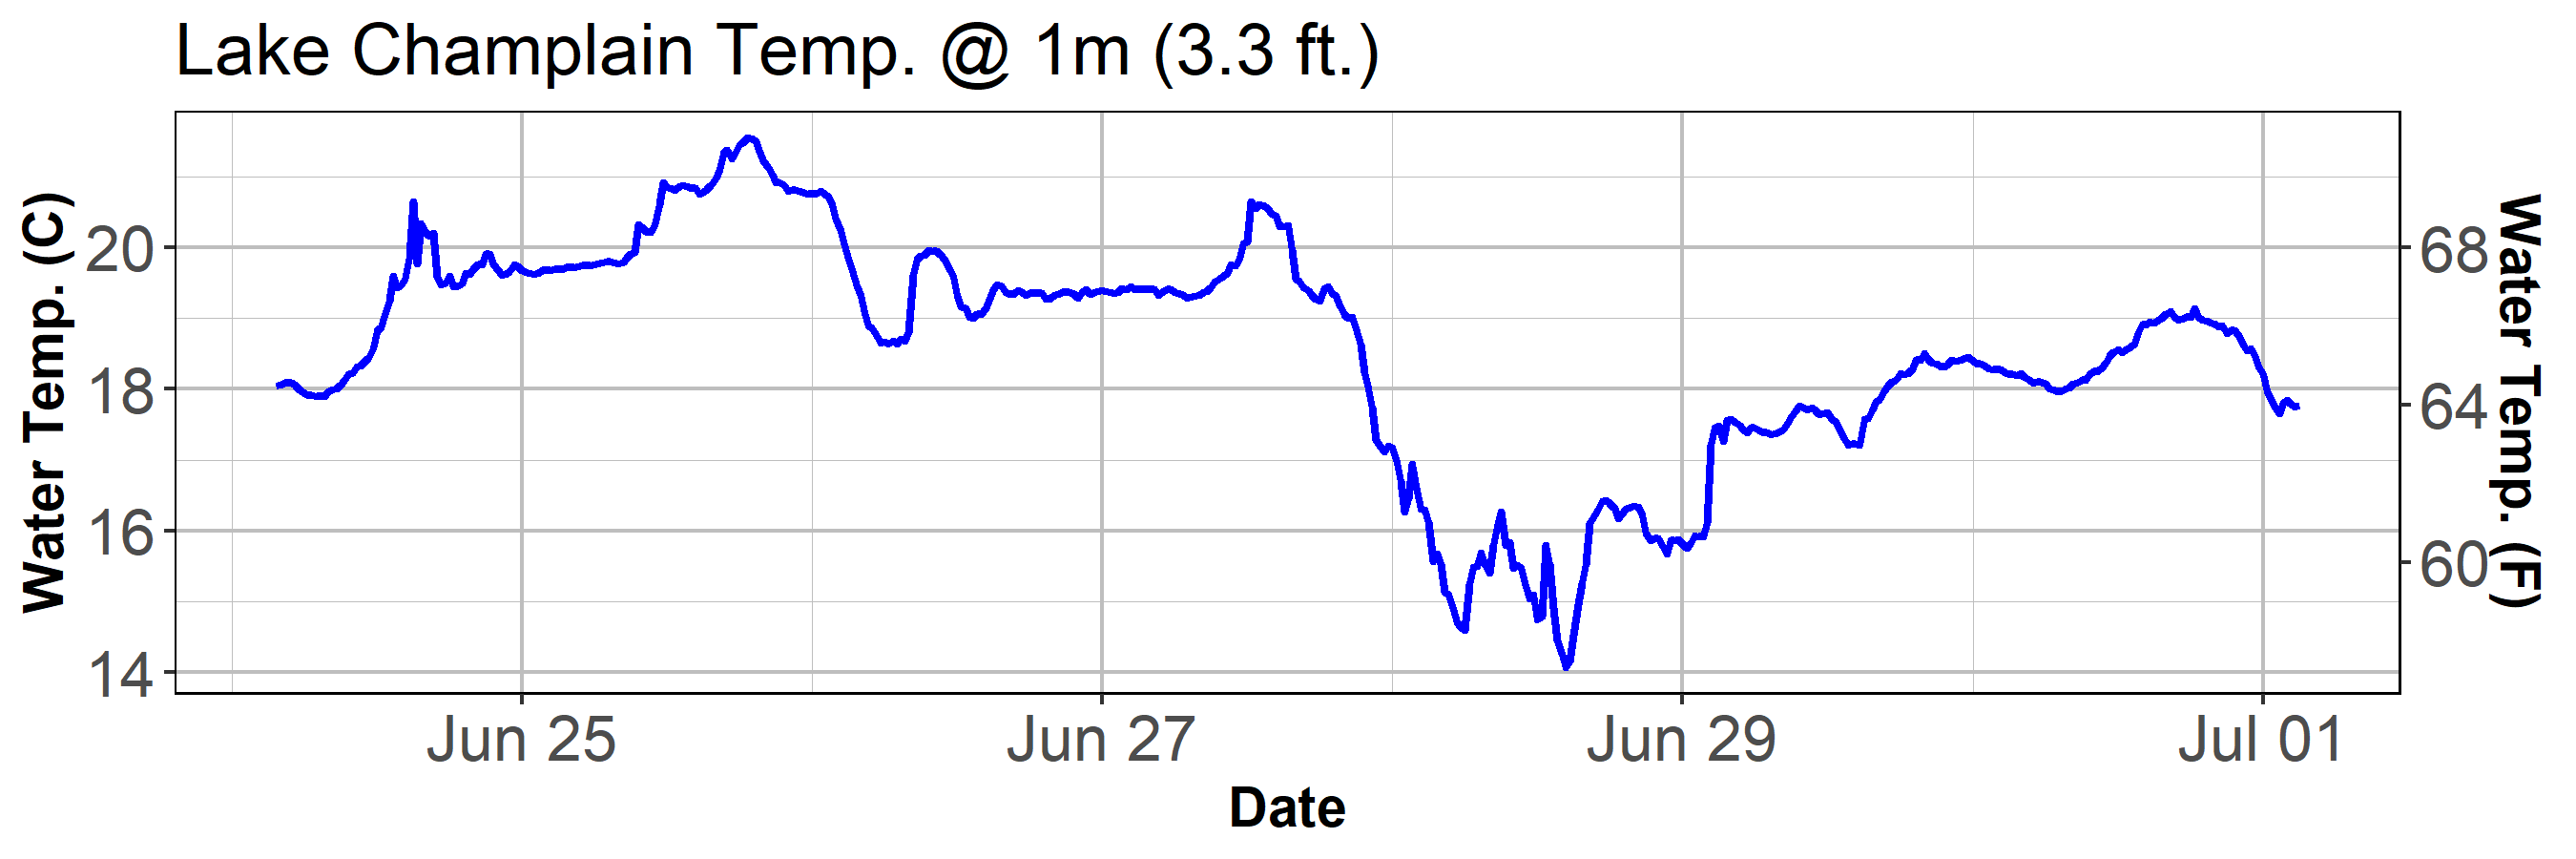 Lake Champlain Temp. @ 1m (3.3 ft.)
Water Temp. (C)
20
18
16
14
68
64
60
Water Temp. (F)
Jun 25
Jun 27
Jun 29
Jul 01
Date